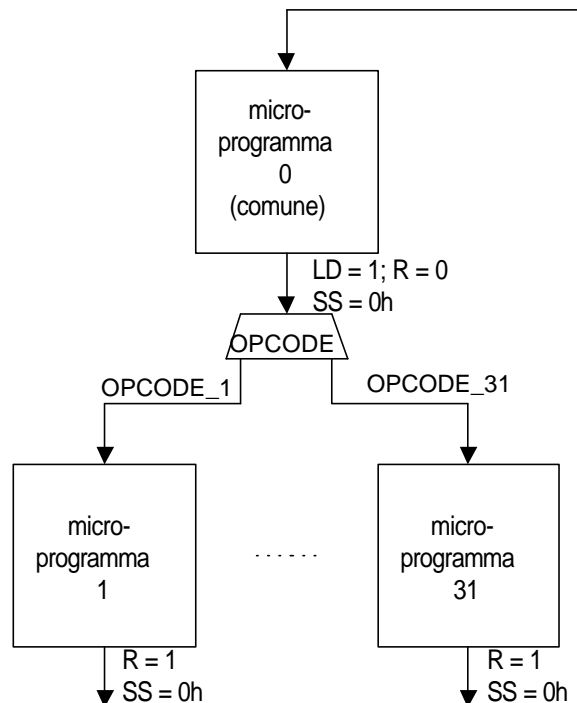 micro-
programma
0
(comune)
LD = 1; R = 0
SS = 0h
OPCODE
OPCODE_1
OPCODE_31
micro-
programma
1
. . . . . .
micro-
programma
31
R = 1
SS = 0h
R = 1
SS = 0h